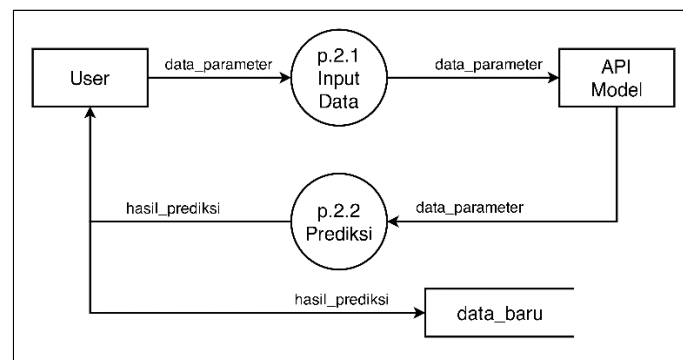 User
data_parameter
p.2.1
Input
Data
data_parameter
API
Model
hasil_prediksi
p.2.2
Prediksi
data_parameter
hasil_prediksi
data_baru